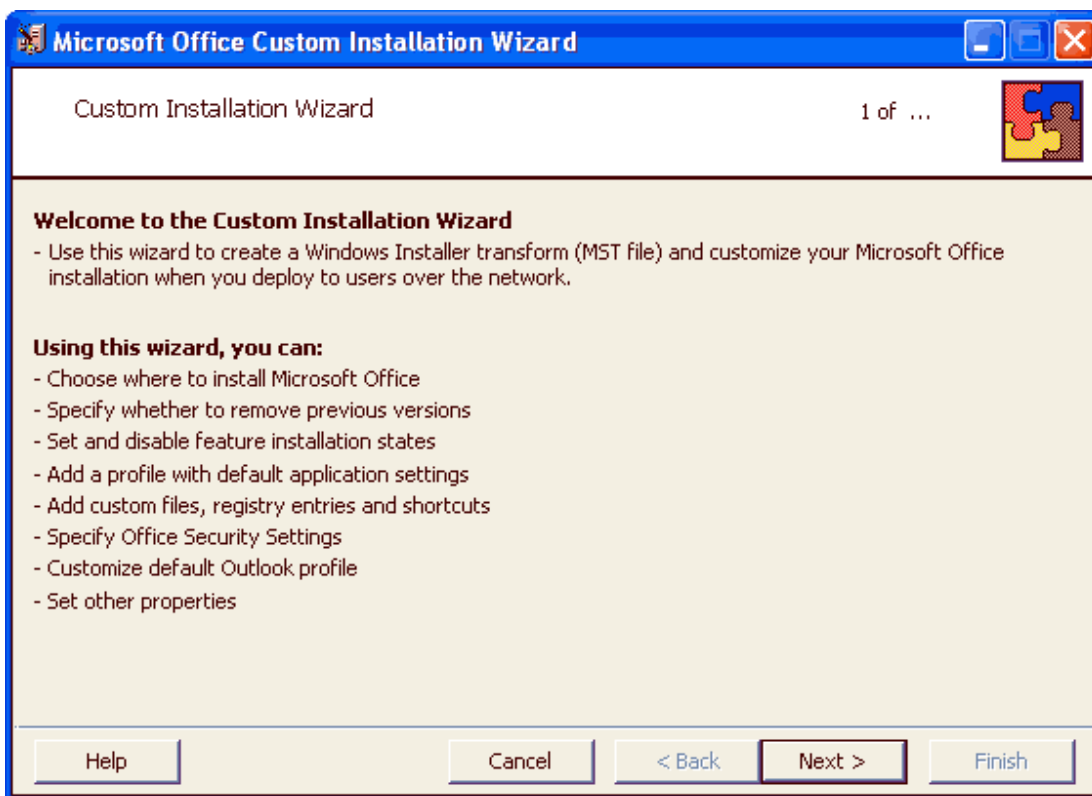 Microsoft Office Custom Installation Wizard
Custom Installation Wizard
1 of ...
Welcome to the Custom Installation Wizard
- Use this wizard to create a Windows Installer transform (MST file) and customize your Microsoft Office
installation when you deploy to users over the network.
Using this wizard, you can:
- Choose where to install Microsoft Office
- Specify whether to remove previous versions
- Set and disable feature installation states
- Add a profile with default application settings
- Add custom files, registry entries and shortcuts
- Specify Office Security Settings
- Customize default Outlook profile
- Set other properties
Help
Cancel
< Back
Next >
Finish